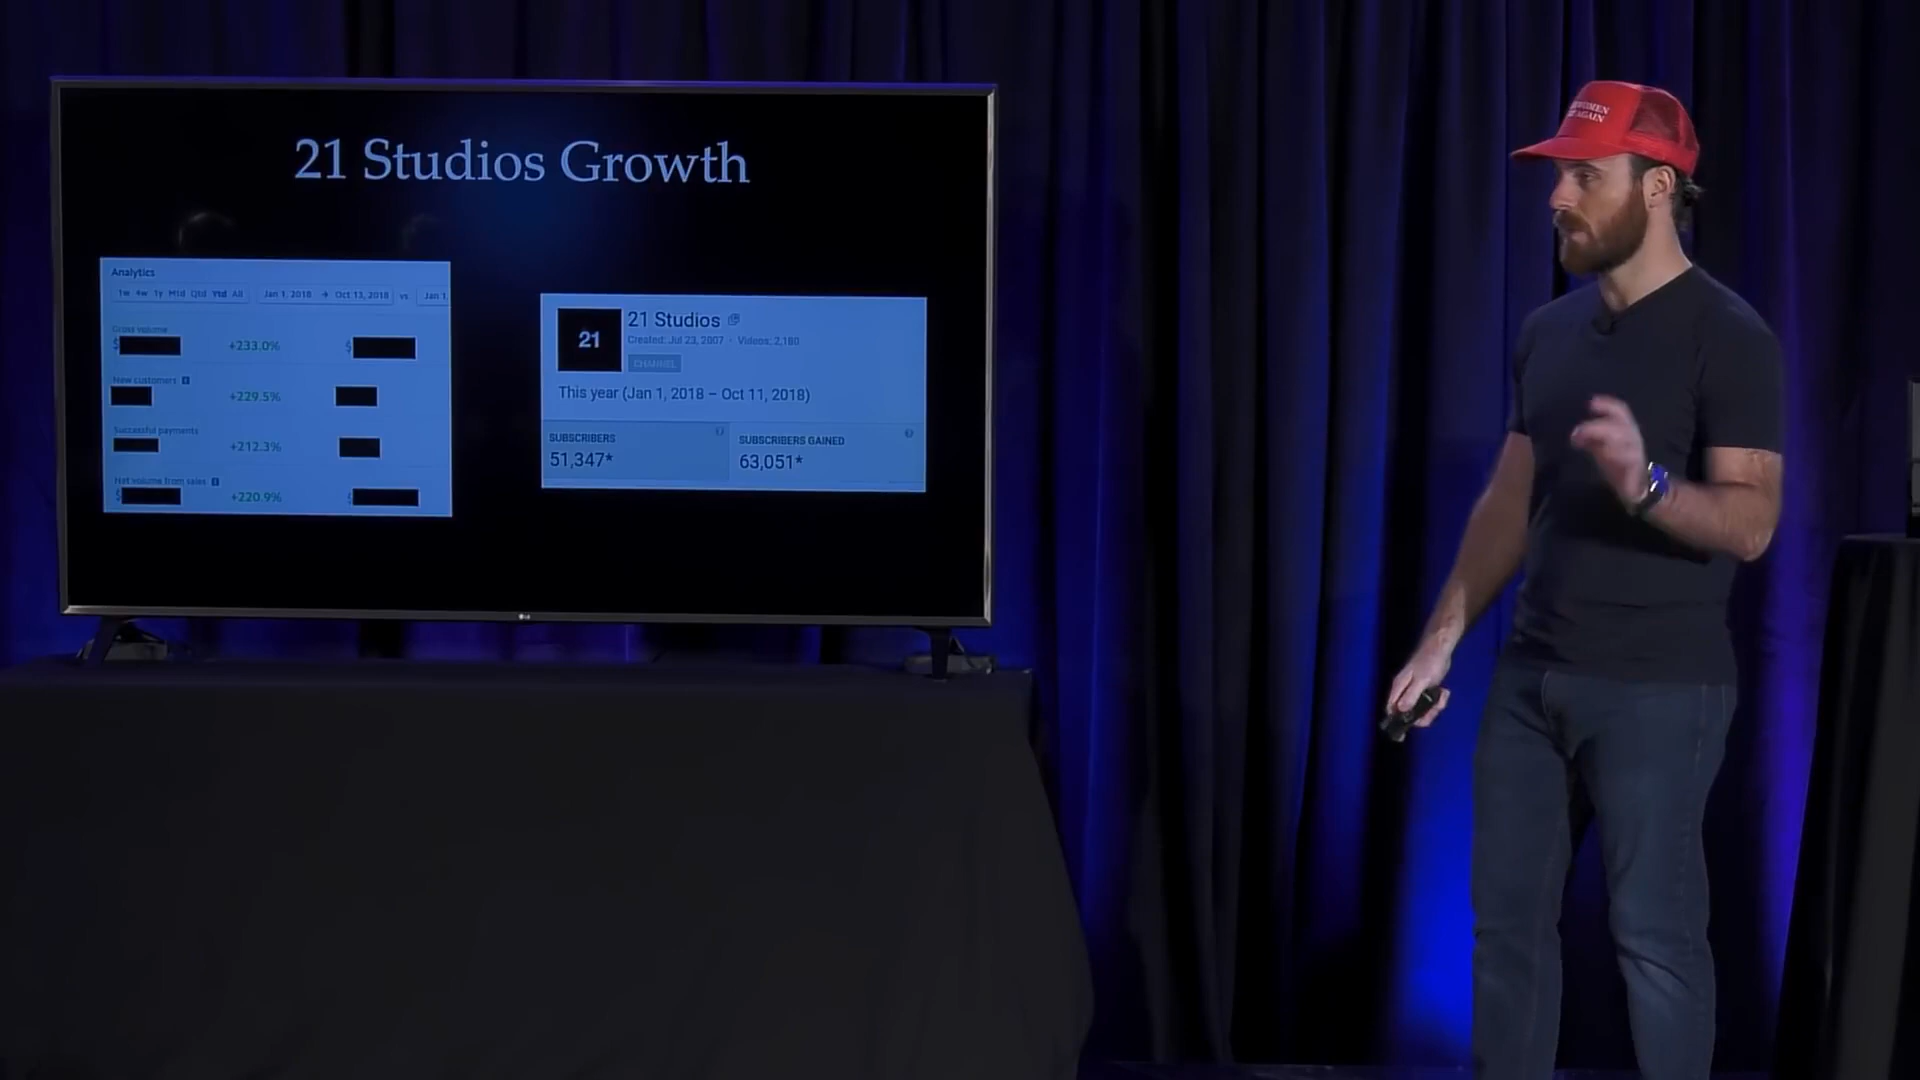 21 Studios Growth
Analytics
1w 4w 1y Mtd Qtd Ytd All
Jan 1, 2018 → Oct 13, 2018 vs. Jan 1,
Gross volume
$ +233.0% $
New customers
+229.5%
Successful payments
+212.3%
Net volume from sales
$ +220.9% $
21
21 Studios
Created: Jul 23, 2007 · Videos: 2,180
CHANNEL
This year (Jan 1, 2018 – Oct 11, 2018)
SUBSCRIBERS
51,347*
SUBSCRIBERS GAINED
63,051*
LG
AGAIN